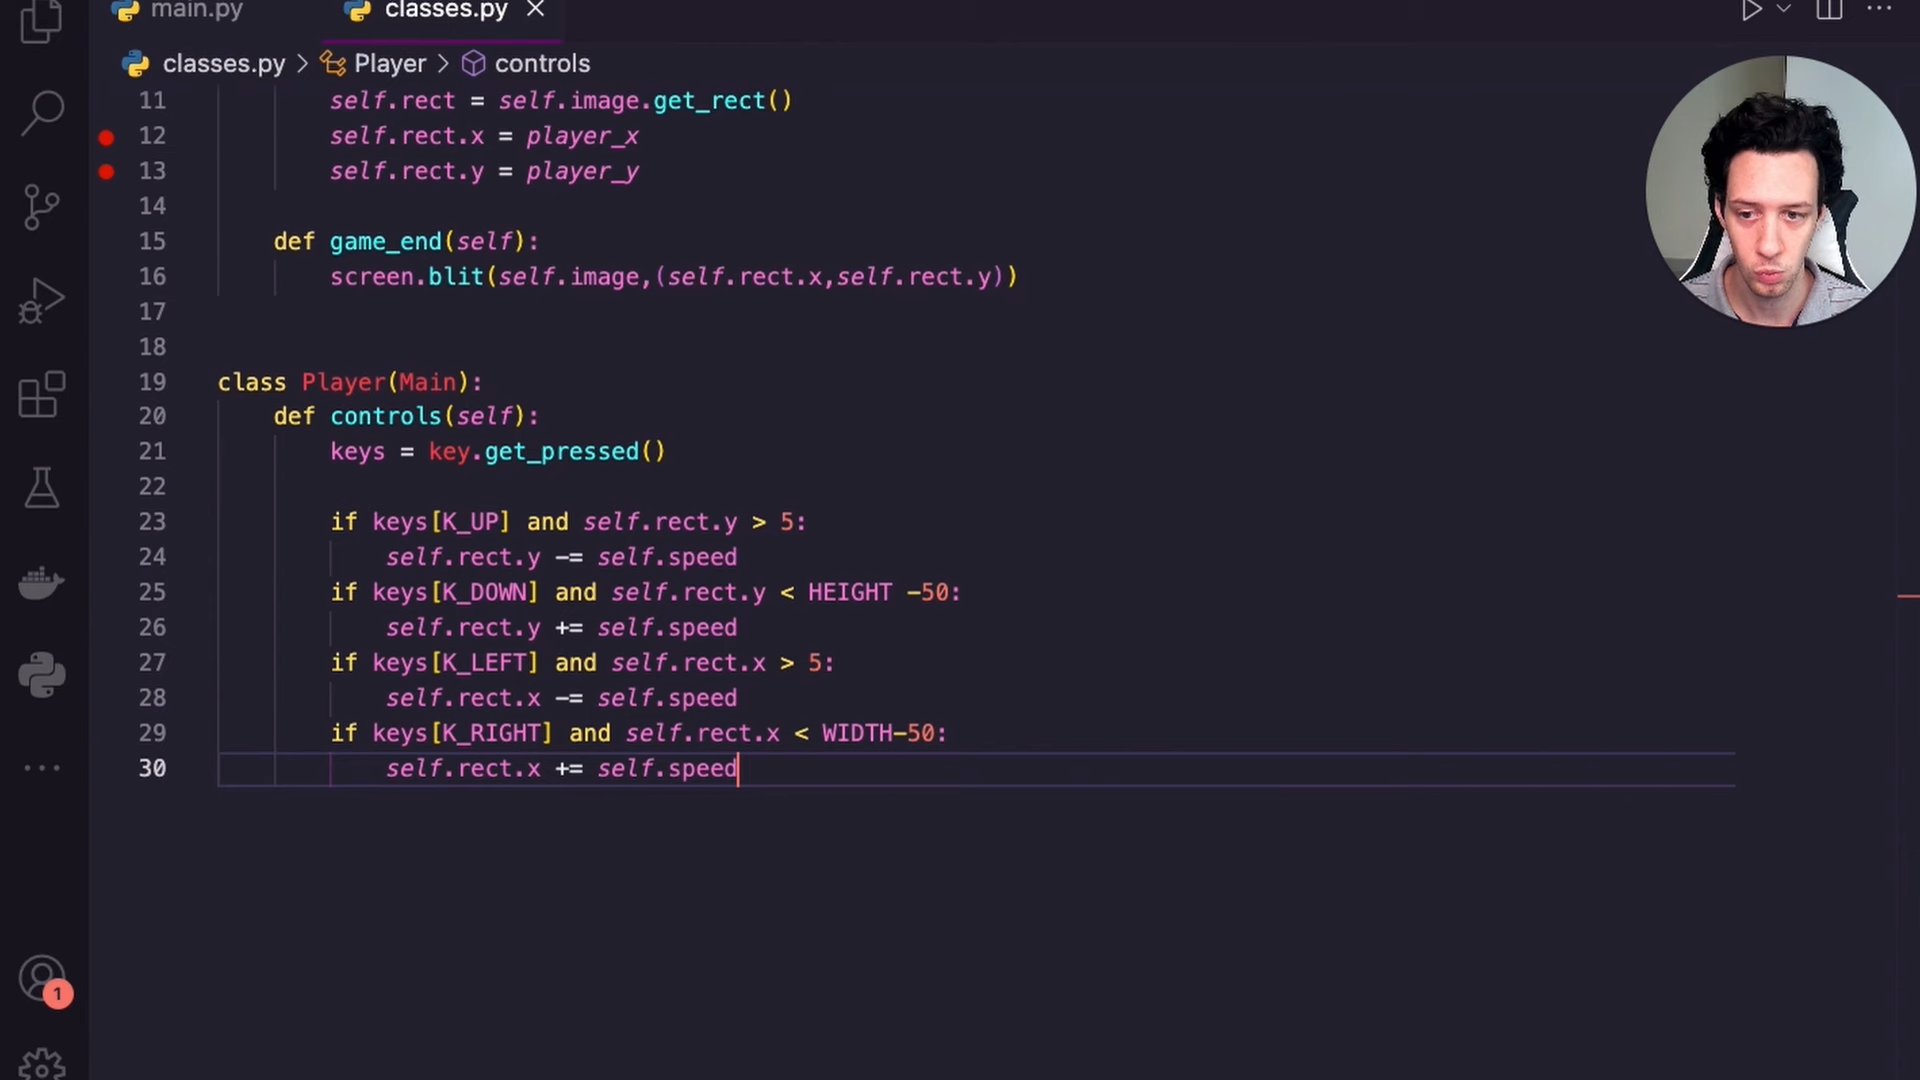 main.py
classes.py
classes.py > Player > controls
11 self.rect = self.image.get_rect()
12 self.rect.x = player_x
13 self.rect.y = player_y
14
15 def game_end(self):
16 screen.blit(self.image,(self.rect.x,self.rect.y))
17
18
19 class Player(Main):
20 def controls(self):
21 keys = key.get_pressed()
22
23 if keys[K_UP] and self.rect.y > 5:
24 self.rect.y -= self.speed
25 if keys[K_DOWN] and self.rect.y < HEIGHT -50:
26 self.rect.y += self.speed
27 if keys[K_LEFT] and self.rect.x > 5:
28 self.rect.x -= self.speed
29 if keys[K_RIGHT] and self.rect.x < WIDTH-50:
30 self.rect.x += self.speed
1